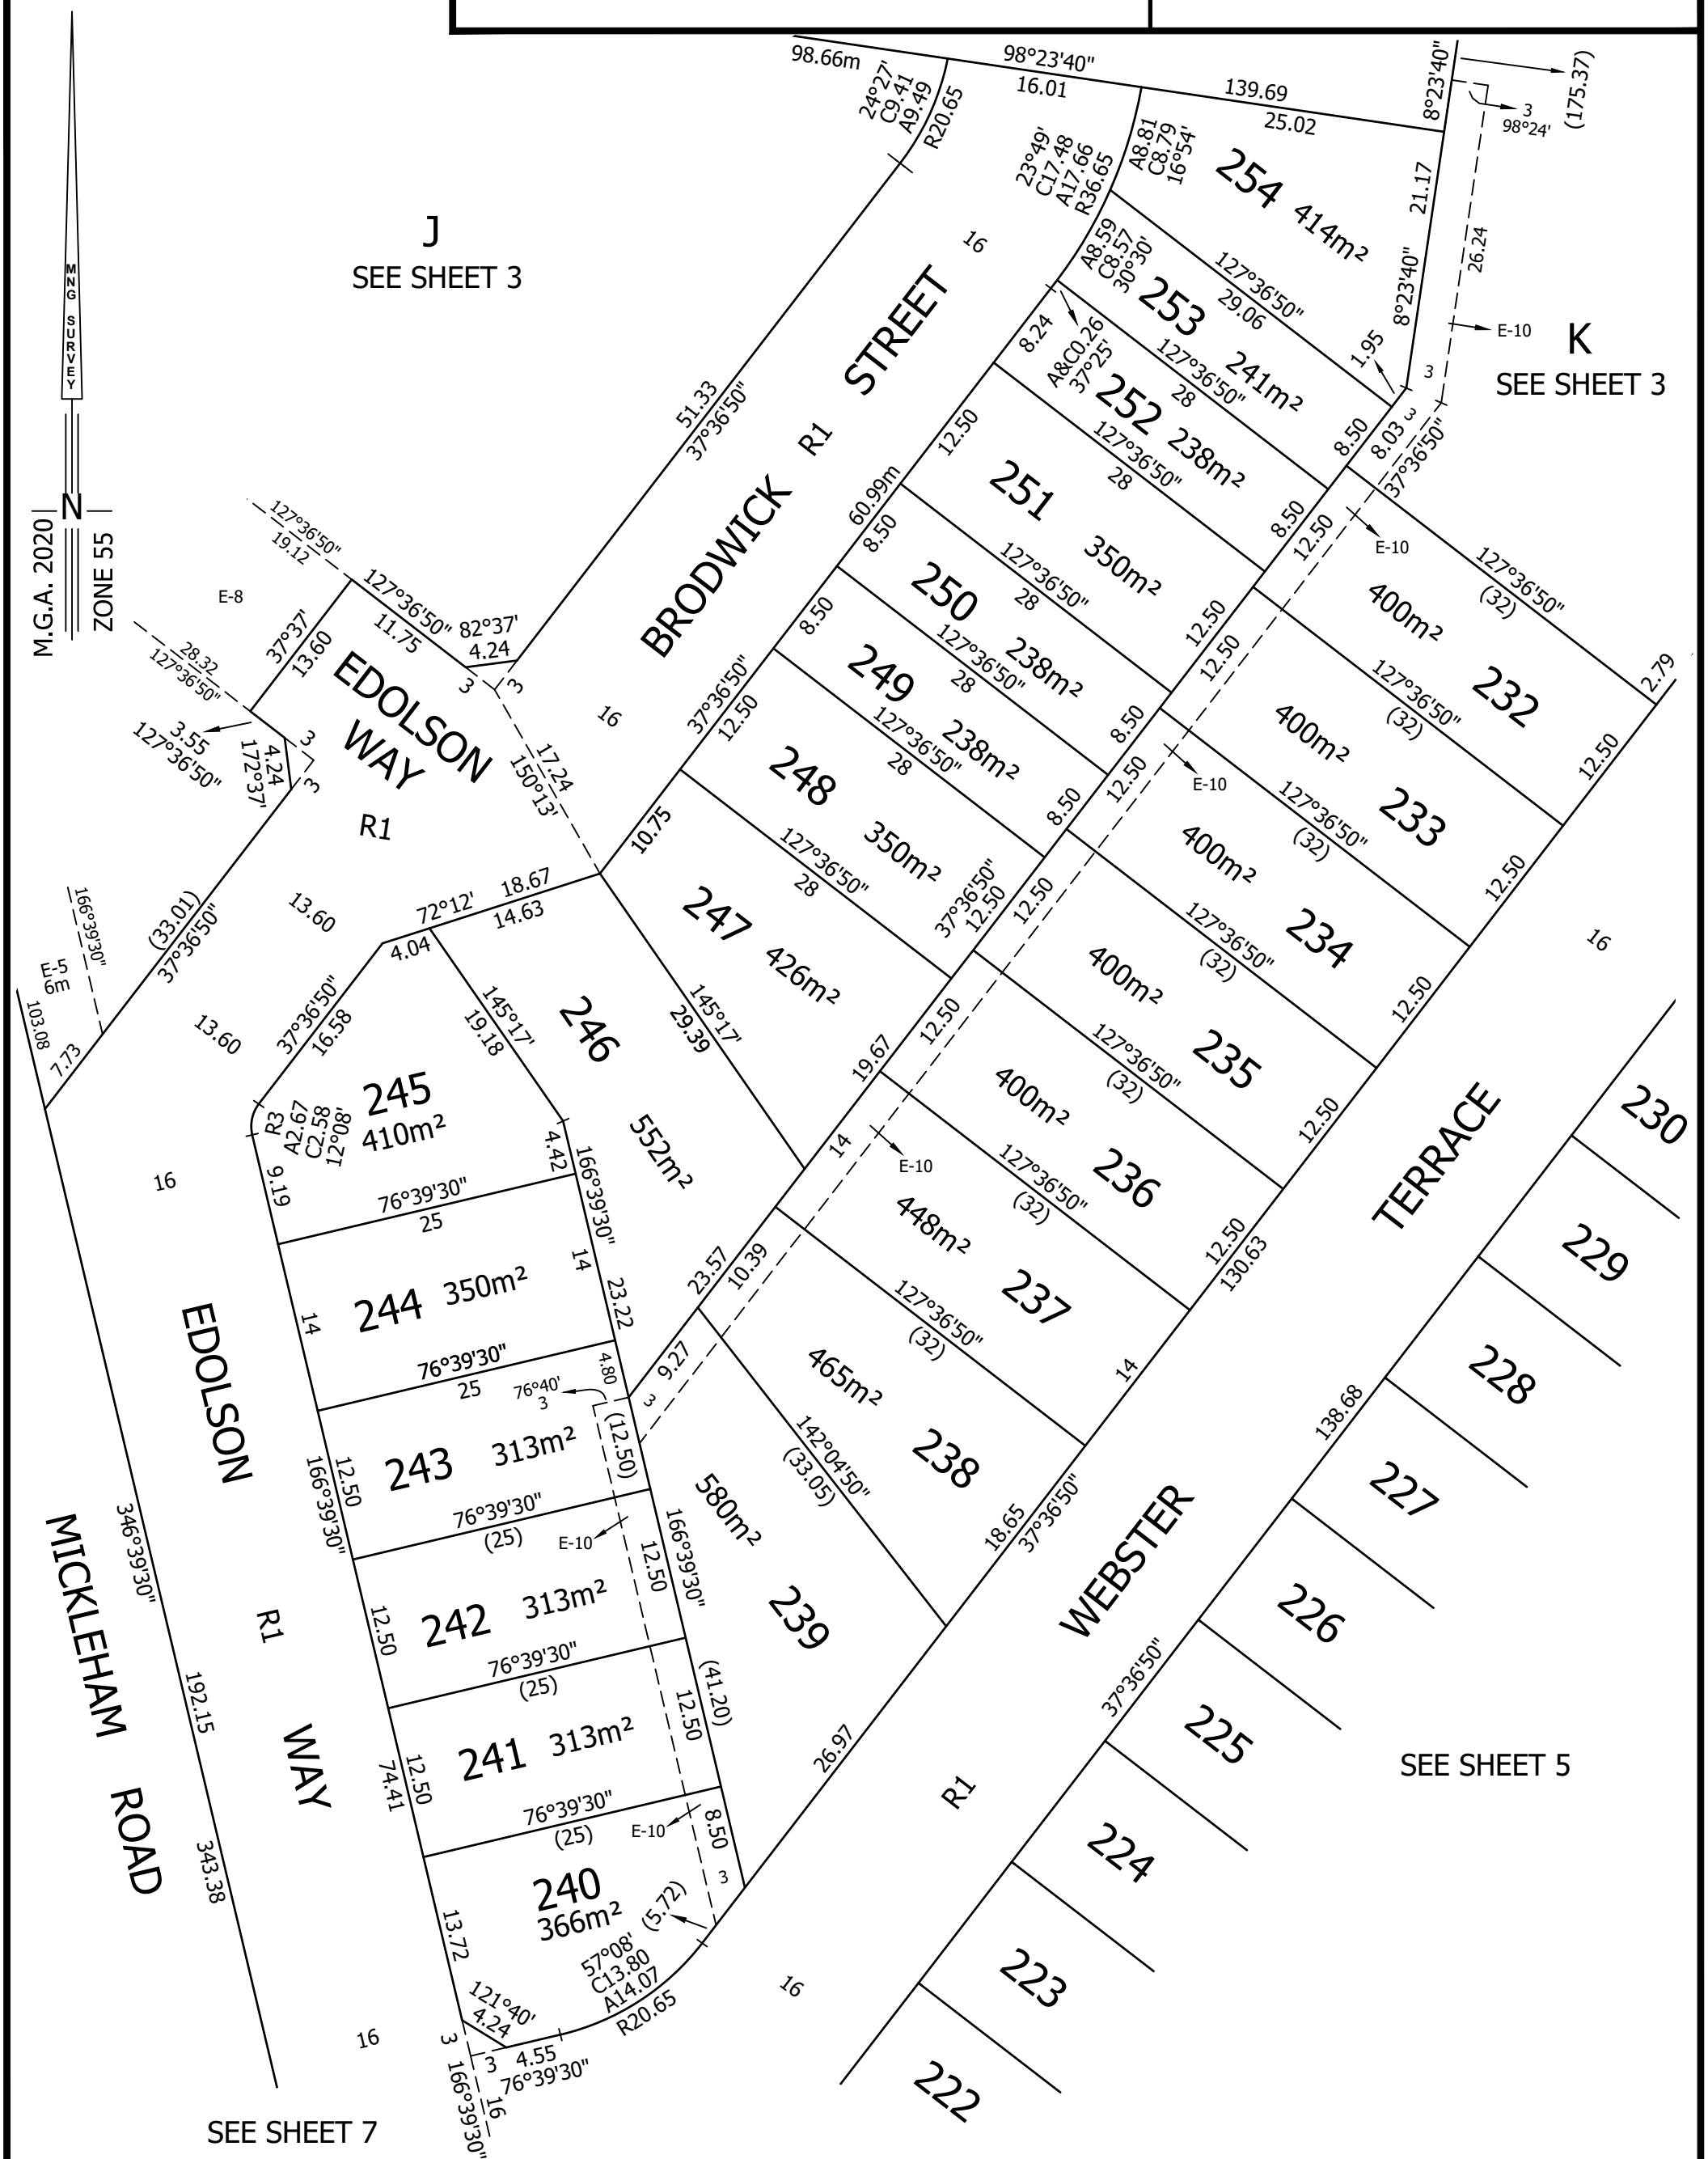 98.66m
98°23'40"
16.01
139.69
25.02
8°23'40"
(175.37)
3
98°24'
24°27'
C9.41
A9.49
R20.65
23°49'
C17.48
A17.66
R36.65
A8.81
C8.79
16°54'
254
414m²
21.17
8°23'40"
26.24
E-10
K
SEE SHEET 3
J
SEE SHEET 3
MNG SURVEY
N
M.G.A. 2020
ZONE 55
16
A8.59
C8.57
30°30'
253
241m²
127°36'50"
29.06
1.95
3
3
8.50
8.03
37°36'50"
8.24
A&C0.26
37°25'
127°36'50"
28
252
238m²
8.50
127°36'50"
28
12.50
251
350m²
12.50
60.99m
127°36'50"
28
8.50
250
238m²
8.50
127°36'50"
28
8.50
249
238m²
8.50
127°36'50"
28
37°36'50"
12.50
248
350m²
37°36'50"
12.50
127°36'50"
28
10.75
247
426m²
19.67
145°17'
29.39
BRODWICK
R1
STREET
16
51.33
37°36'50"
127°36'50"
19.12
E-8
127°36'50"
11.75
82°37'
4.24
3
3
37°37'
13.60
28.32
127°36'50"
3.55
127°36'50"
4.24
172°37'
3
3
EDOLSON
WAY
R1
17.24
150°13'
72°12'
18.67
4.04
14.63
(33.01)
37°36'50"
13.60
13.60
166°39'30"
E-5
6m
103.08
7.73
37°36'50"
16.58
145°17'
19.18
246
552m²
R3
A2.67
C2.58
12°08'
245
410m²
4.42
166°39'30"
16
9.19
76°39'30"
25
14
244
350m²
14
23.22
76°39'30"
25
4.80
76°40'
3
(12.50)
166°39'30"
12.50
243
313m²
76°39'30"
(25)
E-10
12.50
166°39'30"
12.50
242
313m²
76°39'30"
(25)
(41.20)
12.50
74.41
12.50
241
313m²
76°39'30"
(25)
E-10
8.50
3
13.72
240
366m²
(5.72)
57°08'
C13.80
A14.07
R20.65
121°40'
4.24
3
3
4.55
76°39'30"
16
166°39'30"
16
EDOLSON
R1
WAY
MICKLEHAM
ROAD
346°39'30"
192.15
343.38
SEE SHEET 7
12.50
E-10
127°36'50"
(32)
2.79
400m²
232
12.50
12.50
127°36'50"
(32)
400m²
233
12.50
12.50
E-10
127°36'50"
(32)
400m²
234
12.50
12.50
127°36'50"
(32)
400m²
235
12.50
12.50
127°36'50"
(32)
400m²
236
12.50
130.63
14
E-10
127°36'50"
(32)
448m²
237
14
23.57
10.39
127°36'50"
(32)
465m²
238
18.65
37°36'50"
9.27
3
142°04'50"
(33.05)
580m²
239
26.97
WEBSTER
TERRACE
R1
16
16
138.68
37°36'50"
230
229
228
227
226
225
224
223
222
SEE SHEET 5